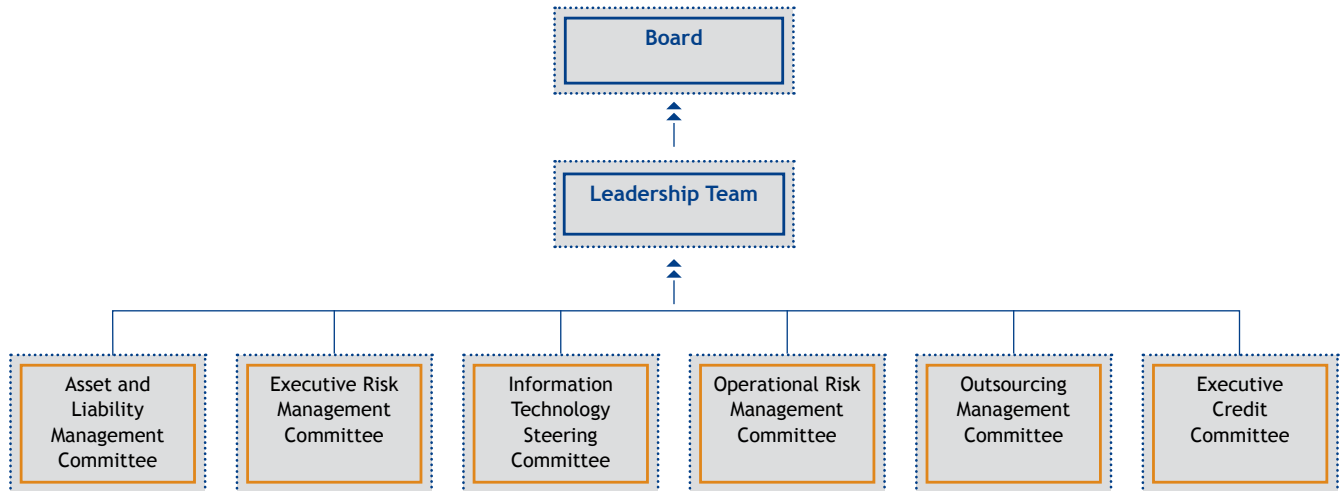 Board
Leadership Team
Asset and
Liability
Management
Committee
Executive Risk
Management
Committee
Information
Technology
Steering
Committee
Operational Risk
Management
Committee
Outsourcing
Management
Committee
Executive
Credit
Committee